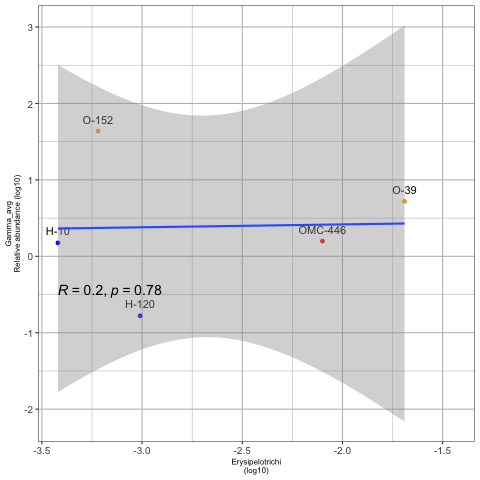 Gamma_avg
Relative abundance (log10)
3
2
1
0
-1
-2
O-152
O-39
H-10
OMC-446
R = 0.2, p = 0.78
H-120
-3.5
-3.0
-2.5
-2.0
-1.5
Erysipelotrichi
(log10)